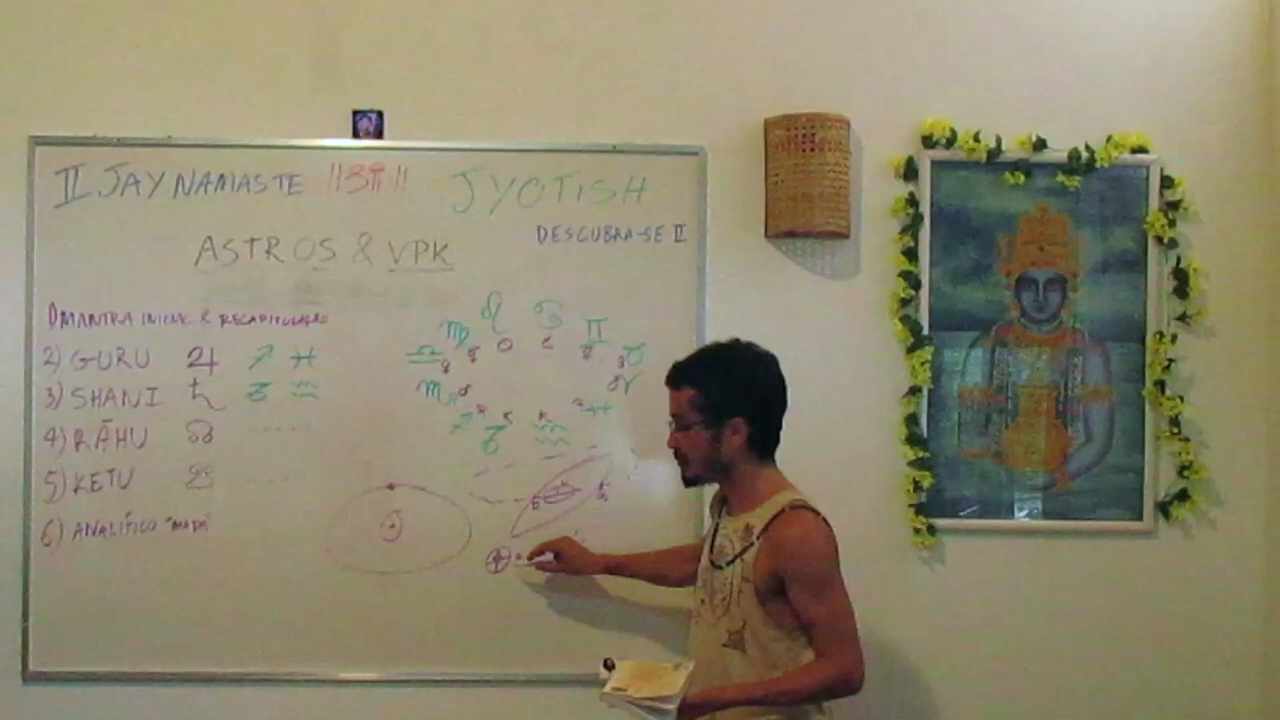 II JAY NAMASTE ||ॐ|| JYOTISH
DESCUBRA-SE II
ASTROS & VPK
1) MANTRA INICIAL & RECAPITULAÇÃO
2) GURU ♃ ♐ ♓
3) SHANI ♄ ♑ ♒
4) RĀHU ☊ ....
5) KETU ☋ ....
6) ANALÍTICO "MAPA"
♌ ♋
♍ ♊
♎ ♉
♏ ♈
♐ ♑ ♒ ♓